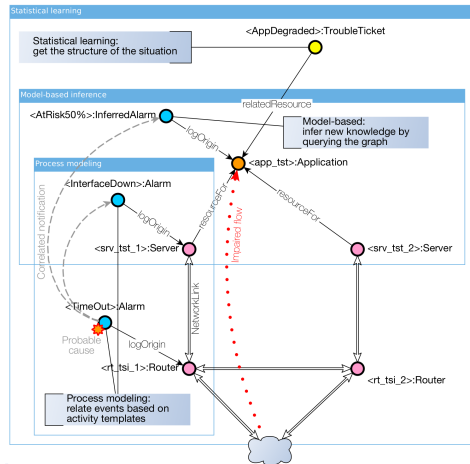 Statistical learning
<AppDegraded>:TroubleTicket
Statistical learning:
get the structure of the situation
Model-based inference
relatedResource
<AtRisk50%>:InferredAlarm
Model-based:
infer new knowledge by
querying the graph
logOrigin
Process modeling
<app_tst>:Application
<InterfaceDown>:Alarm
resourceFor
resourceFor
logOrigin
Correlated notification
Impaired flow
<srv_tst_1>:Server
<srv_tst_2>:Server
NetworkLink
<TimeOut>:Alarm
Probable
cause
logOrigin
<rt_tsi_1>:Router
<rt_tsi_2>:Router
Process modeling:
relate events based on
activity templates